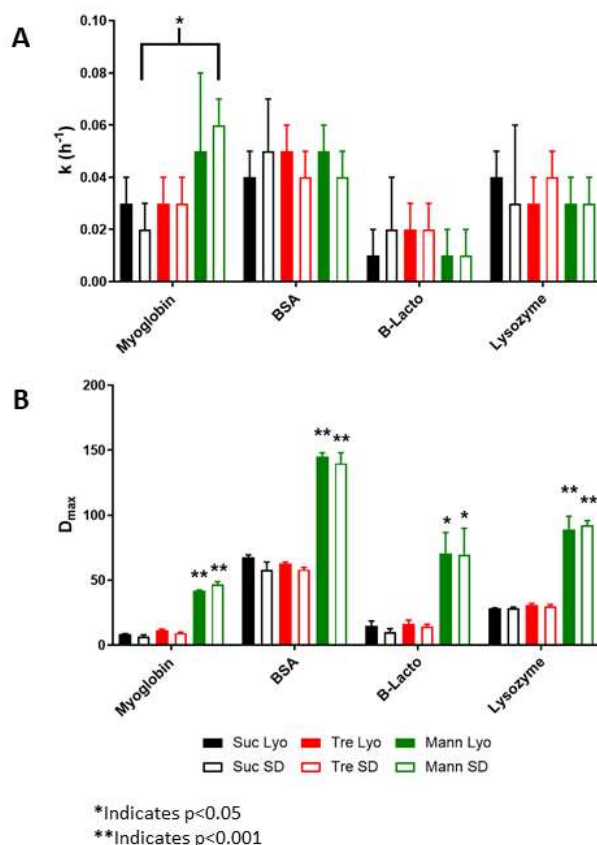 A
*
k (h⁻¹)
0.10
0.08
0.06
0.04
0.02
0.00
Myoglobin
BSA
B-Lacto
Lysozyme
B
D_max
200
150
100
50
0
** **
** **
* *
** **
Myoglobin
BSA
B-Lacto
Lysozyme
Suc Lyo Tre Lyo Mann Lyo
Suc SD Tre SD Mann SD
*Indicates p<0.05
**Indicates p<0.001